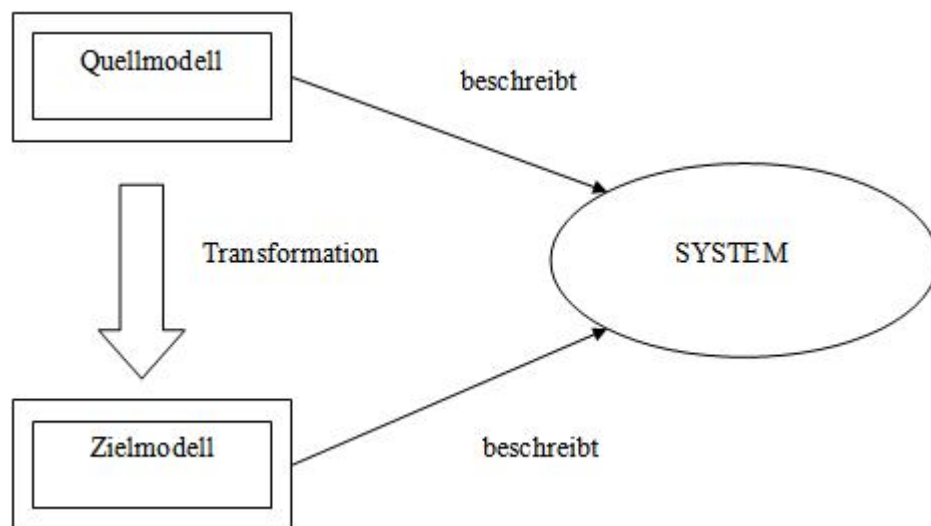 Quellmodell
beschreibt
Transformation
SYSTEM
Zielmodell
beschreibt